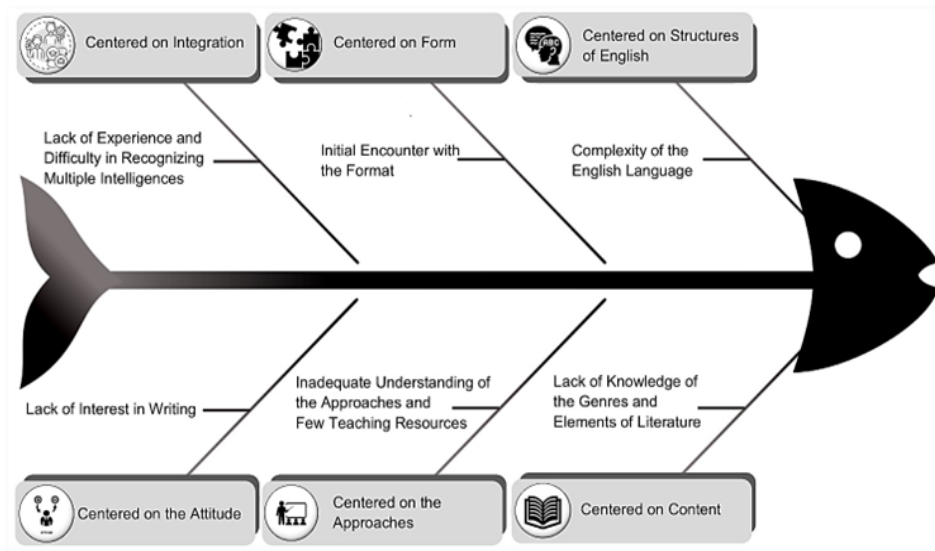 Centered on Integration
Centered on Form
Centered on Structures
of English
ABC
Lack of Experience and
Difficulty in Recognizing
Multiple Intelligences
Initial Encounter with
the Format
Complexity of the
English Language
Lack of Interest in Writing
Inadequate Understanding of
the Approaches and
Few Teaching Resources
Lack of Knowledge of
the Genres and
Elements of Literature
Centered on the Attitude
Centered on the
Approaches
Centered on Content